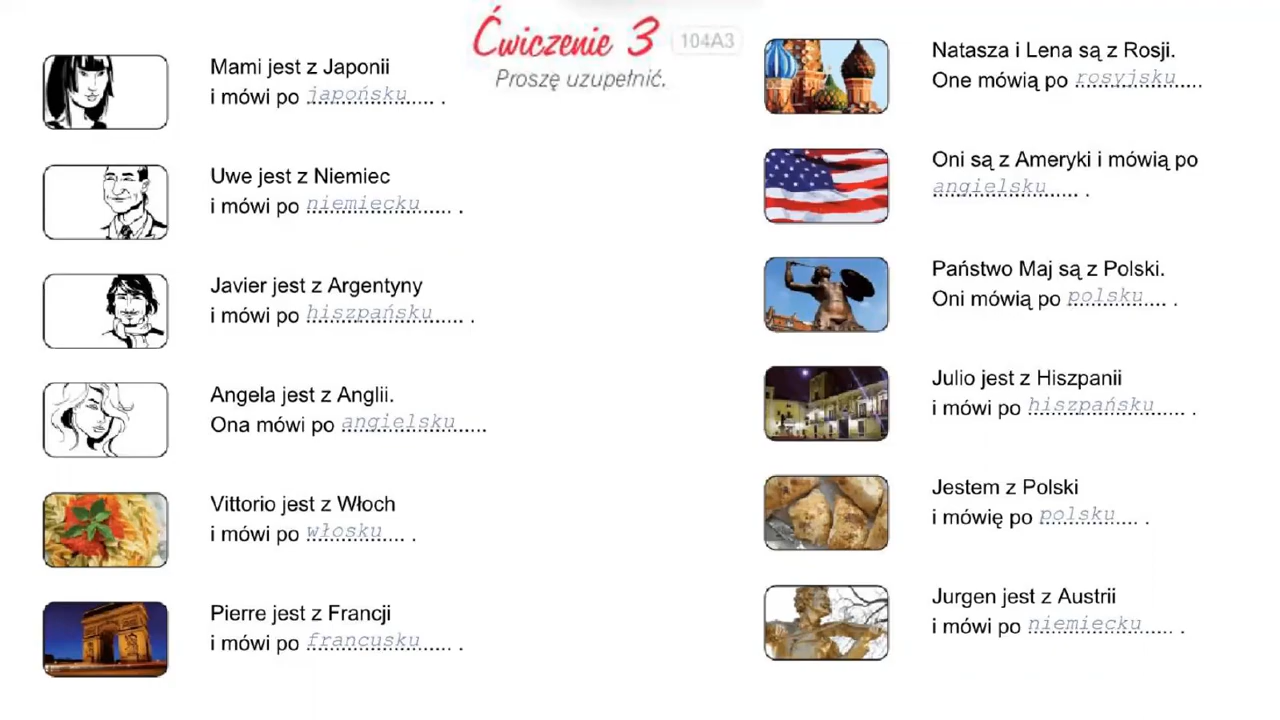 Ćwiczenie 3 104A3
Proszę uzupełnić.
Mami jest z Japonii
i mówi po japońsku .
Uwe jest z Niemiec
i mówi po niemiecku .
Javier jest z Argentyny
i mówi po hiszpańsku .
Angela jest z Anglii.
Ona mówi po angielsku
Vittorio jest z Włoch
i mówi po włosku .
Pierre jest z Francji
i mówi po francusku .
Natasza i Lena są z Rosji.
One mówią po rosyjsku
Oni są z Ameryki i mówią po
angielsku .
Państwo Maj są z Polski.
Oni mówią po polsku .
Julio jest z Hiszpanii
i mówi po hiszpańsku .
Jestem z Polski
i mówię po polsku .
Jurgen jest z Austrii
i mówi po niemiecku .